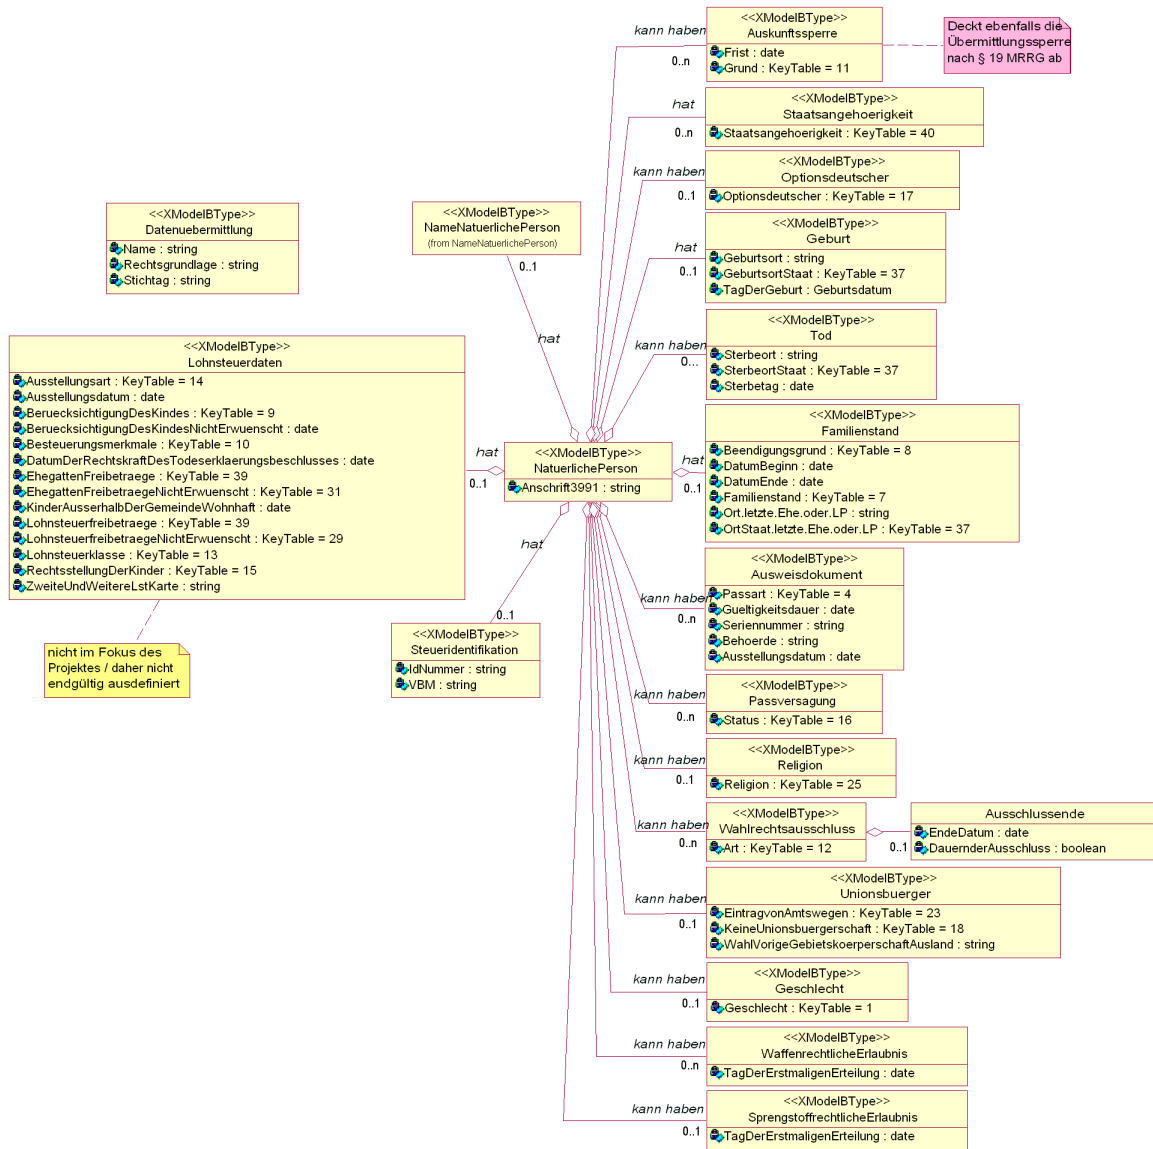 <<XModelBType>>
Auskunftssperre
Frist : date
Grund : KeyTable = 11
kann haben
0..n
Deckt ebenfalls die
Übermittlungssperre
nach § 19 MRRG ab
<<XModelBType>>
Staatsangehoerigkeit
Staatsangehoerigkeit : KeyTable = 40
hat
0..n
<<XModelBType>>
Optionsdeutscher
Optionsdeutscher : KeyTable = 17
kann haben
0..1
<<XModelBType>>
Datenuebermittlung
Name : string
Rechtsgrundlage : string
Stichtag : string
<<XModelBType>>
NameNatuerlichePerson
(from NameNatuerlichePerson)
0..1
hat
<<XModelBType>>
Geburt
Geburtsort : string
GeburtsortStaat : KeyTable = 37
TagDerGeburt : Geburtsdatum
hat
0..1
<<XModelBType>>
Tod
Sterbeort : string
SterbeortStaat : KeyTable = 37
Sterbetag : date
kann haben
0...
<<XModelBType>>
Lohnsteuerdaten
Ausstellungsart : KeyTable = 14
Ausstellungsdatum : date
BeruecksichtigungDesKindes : KeyTable = 9
BeruecksichtigungDesKindesNichtErwuenscht : date
Besteuerungsmerkmale : KeyTable = 10
DatumDerRechtskraftDesTodeserklaerungsbeschlusses : date
EhegattenFreibetraege : KeyTable = 39
EhegattenFreibetraegeNichtErwuenscht : KeyTable = 31
KinderAusserhalbDerGemeindeWohnhaft : date
Lohnsteuerfreibetraege : KeyTable = 39
LohnsteuerfreibetraegeNichtErwuenscht : KeyTable = 29
Lohnsteuerklasse : KeyTable = 13
RechtsstellungDerKinder : KeyTable = 15
ZweiteUndWeitereLstKarte : string
hat
0..1
nicht im Fokus des
Projektes / daher nicht
endgültig ausdefiniert
<<XModelBType>>
NatuerlichePerson
Anschrift3991 : string
<<XModelBType>>
Familienstand
Beendigungsgrund : KeyTable = 8
DatumBeginn : date
DatumEnde : date
Familienstand : KeyTable = 7
Ort.letzte.Ehe.oder.LP : string
OrtStaat.letzte.Ehe.oder.LP : KeyTable = 37
hat
0..1
hat
0..1
<<XModelBType>>
Steueridentifikation
IdNummer : string
VBM : string
<<XModelBType>>
Ausweisdokument
Passart : KeyTable = 4
Gueltigkeitsdauer : date
Seriennummer : string
Behoerde : string
Ausstellungsdatum : date
kann haben
0..n
<<XModelBType>>
Passversagung
Status : KeyTable = 16
kann haben
0..n
<<XModelBType>>
Religion
Religion : KeyTable = 25
kann haben
0..1
<<XModelBType>>
Wahlrechtsausschluss
Art : KeyTable = 12
kann haben
0..n
Ausschlussende
EndeDatum : date
DauernderAusschluss : boolean
0..1
<<XModelBType>>
Unionsbuerger
EintragvonAmtswegen : KeyTable = 23
KeineUnionsbuergerschaft : KeyTable = 18
WahlVorigeGebietskoerperschaftAusland : string
kann haben
0..1
<<XModelBType>>
Geschlecht
Geschlecht : KeyTable = 1
kann haben
0..1
<<XModelBType>>
WaffenrechtlicheErlaubnis
TagDerErstmaligenErteilung : date
kann haben
0..n
<<XModelBType>>
SprengstoffrechtlicheErlaubnis
TagDerErstmaligenErteilung : date
kann haben
0..1